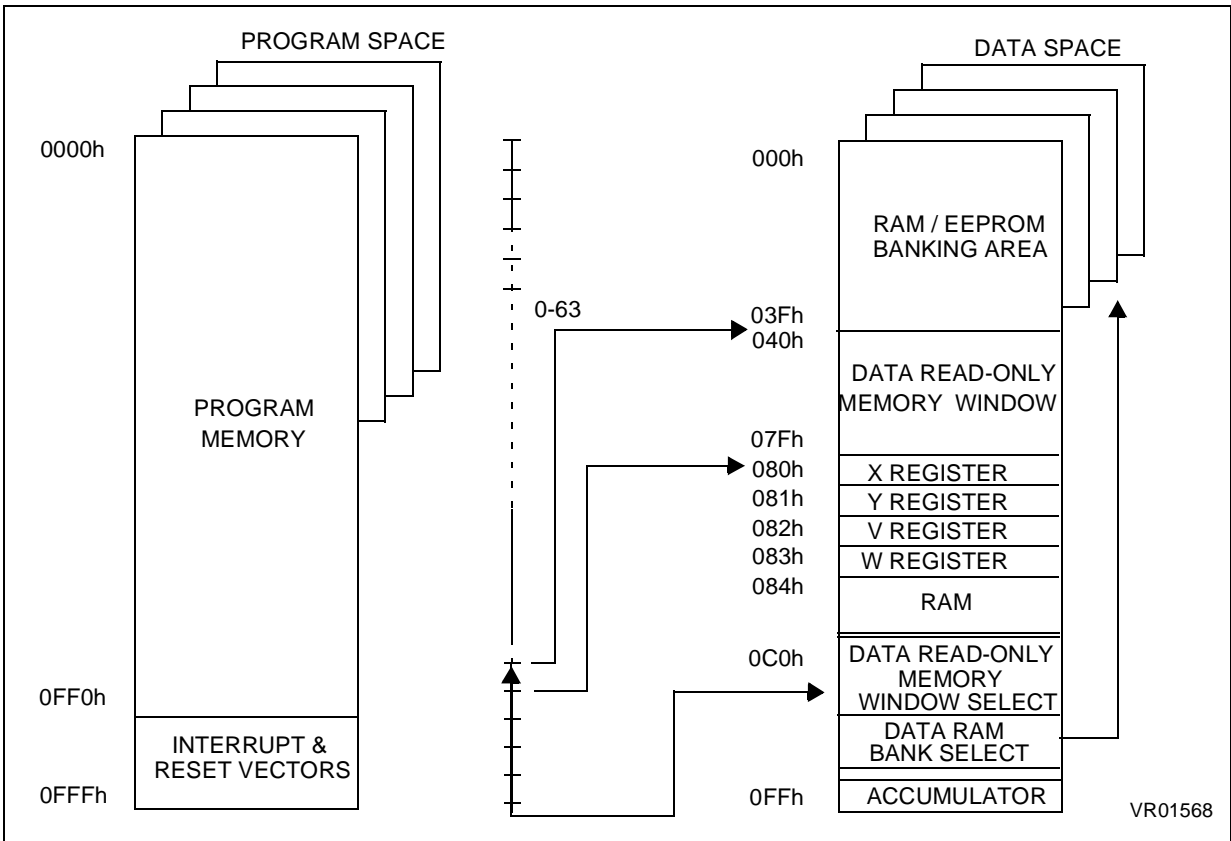 PROGRAM SPACE
0000h
PROGRAM
MEMORY
0FF0h
INTERRUPT &
RESET VECTORS
0FFFh
0-63
DATA SPACE
000h
RAM / EEPROM
BANKING AREA
03Fh
040h
DATA READ-ONLY
MEMORY WINDOW
07Fh
080h
X REGISTER
081h
Y REGISTER
082h
V REGISTER
083h
W REGISTER
084h
RAM
0C0h
DATA READ-ONLY
MEMORY
WINDOW SELECT
DATA RAM
BANK SELECT
0FFh
ACCUMULATOR
VR01568